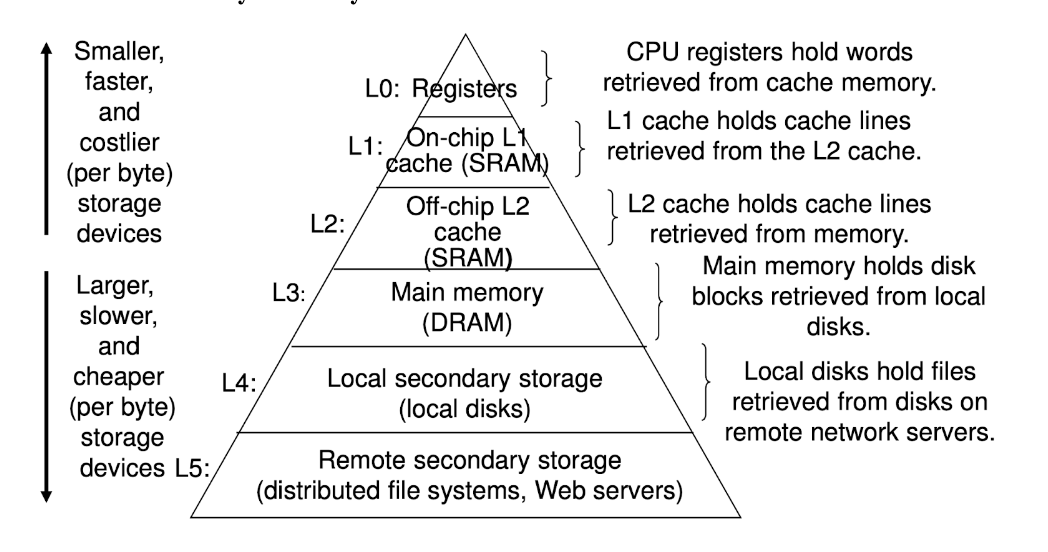 Smaller,
faster,
and
costlier
(per byte)
storage
devices
Larger,
slower,
and
cheaper
(per byte)
storage
devices
L0: Registers
L1: On-chip L1
cache (SRAM)
L2: Off-chip L2
cache
(SRAM)
L3: Main memory
(DRAM)
L4: Local secondary storage
(local disks)
L5: Remote secondary storage
(distributed file systems, Web servers)
CPU registers hold words
retrieved from cache memory.
L1 cache holds cache lines
retrieved from the L2 cache.
L2 cache holds cache lines
retrieved from memory.
Main memory holds disk
blocks retrieved from local
disks.
Local disks hold files
retrieved from disks on
remote network servers.